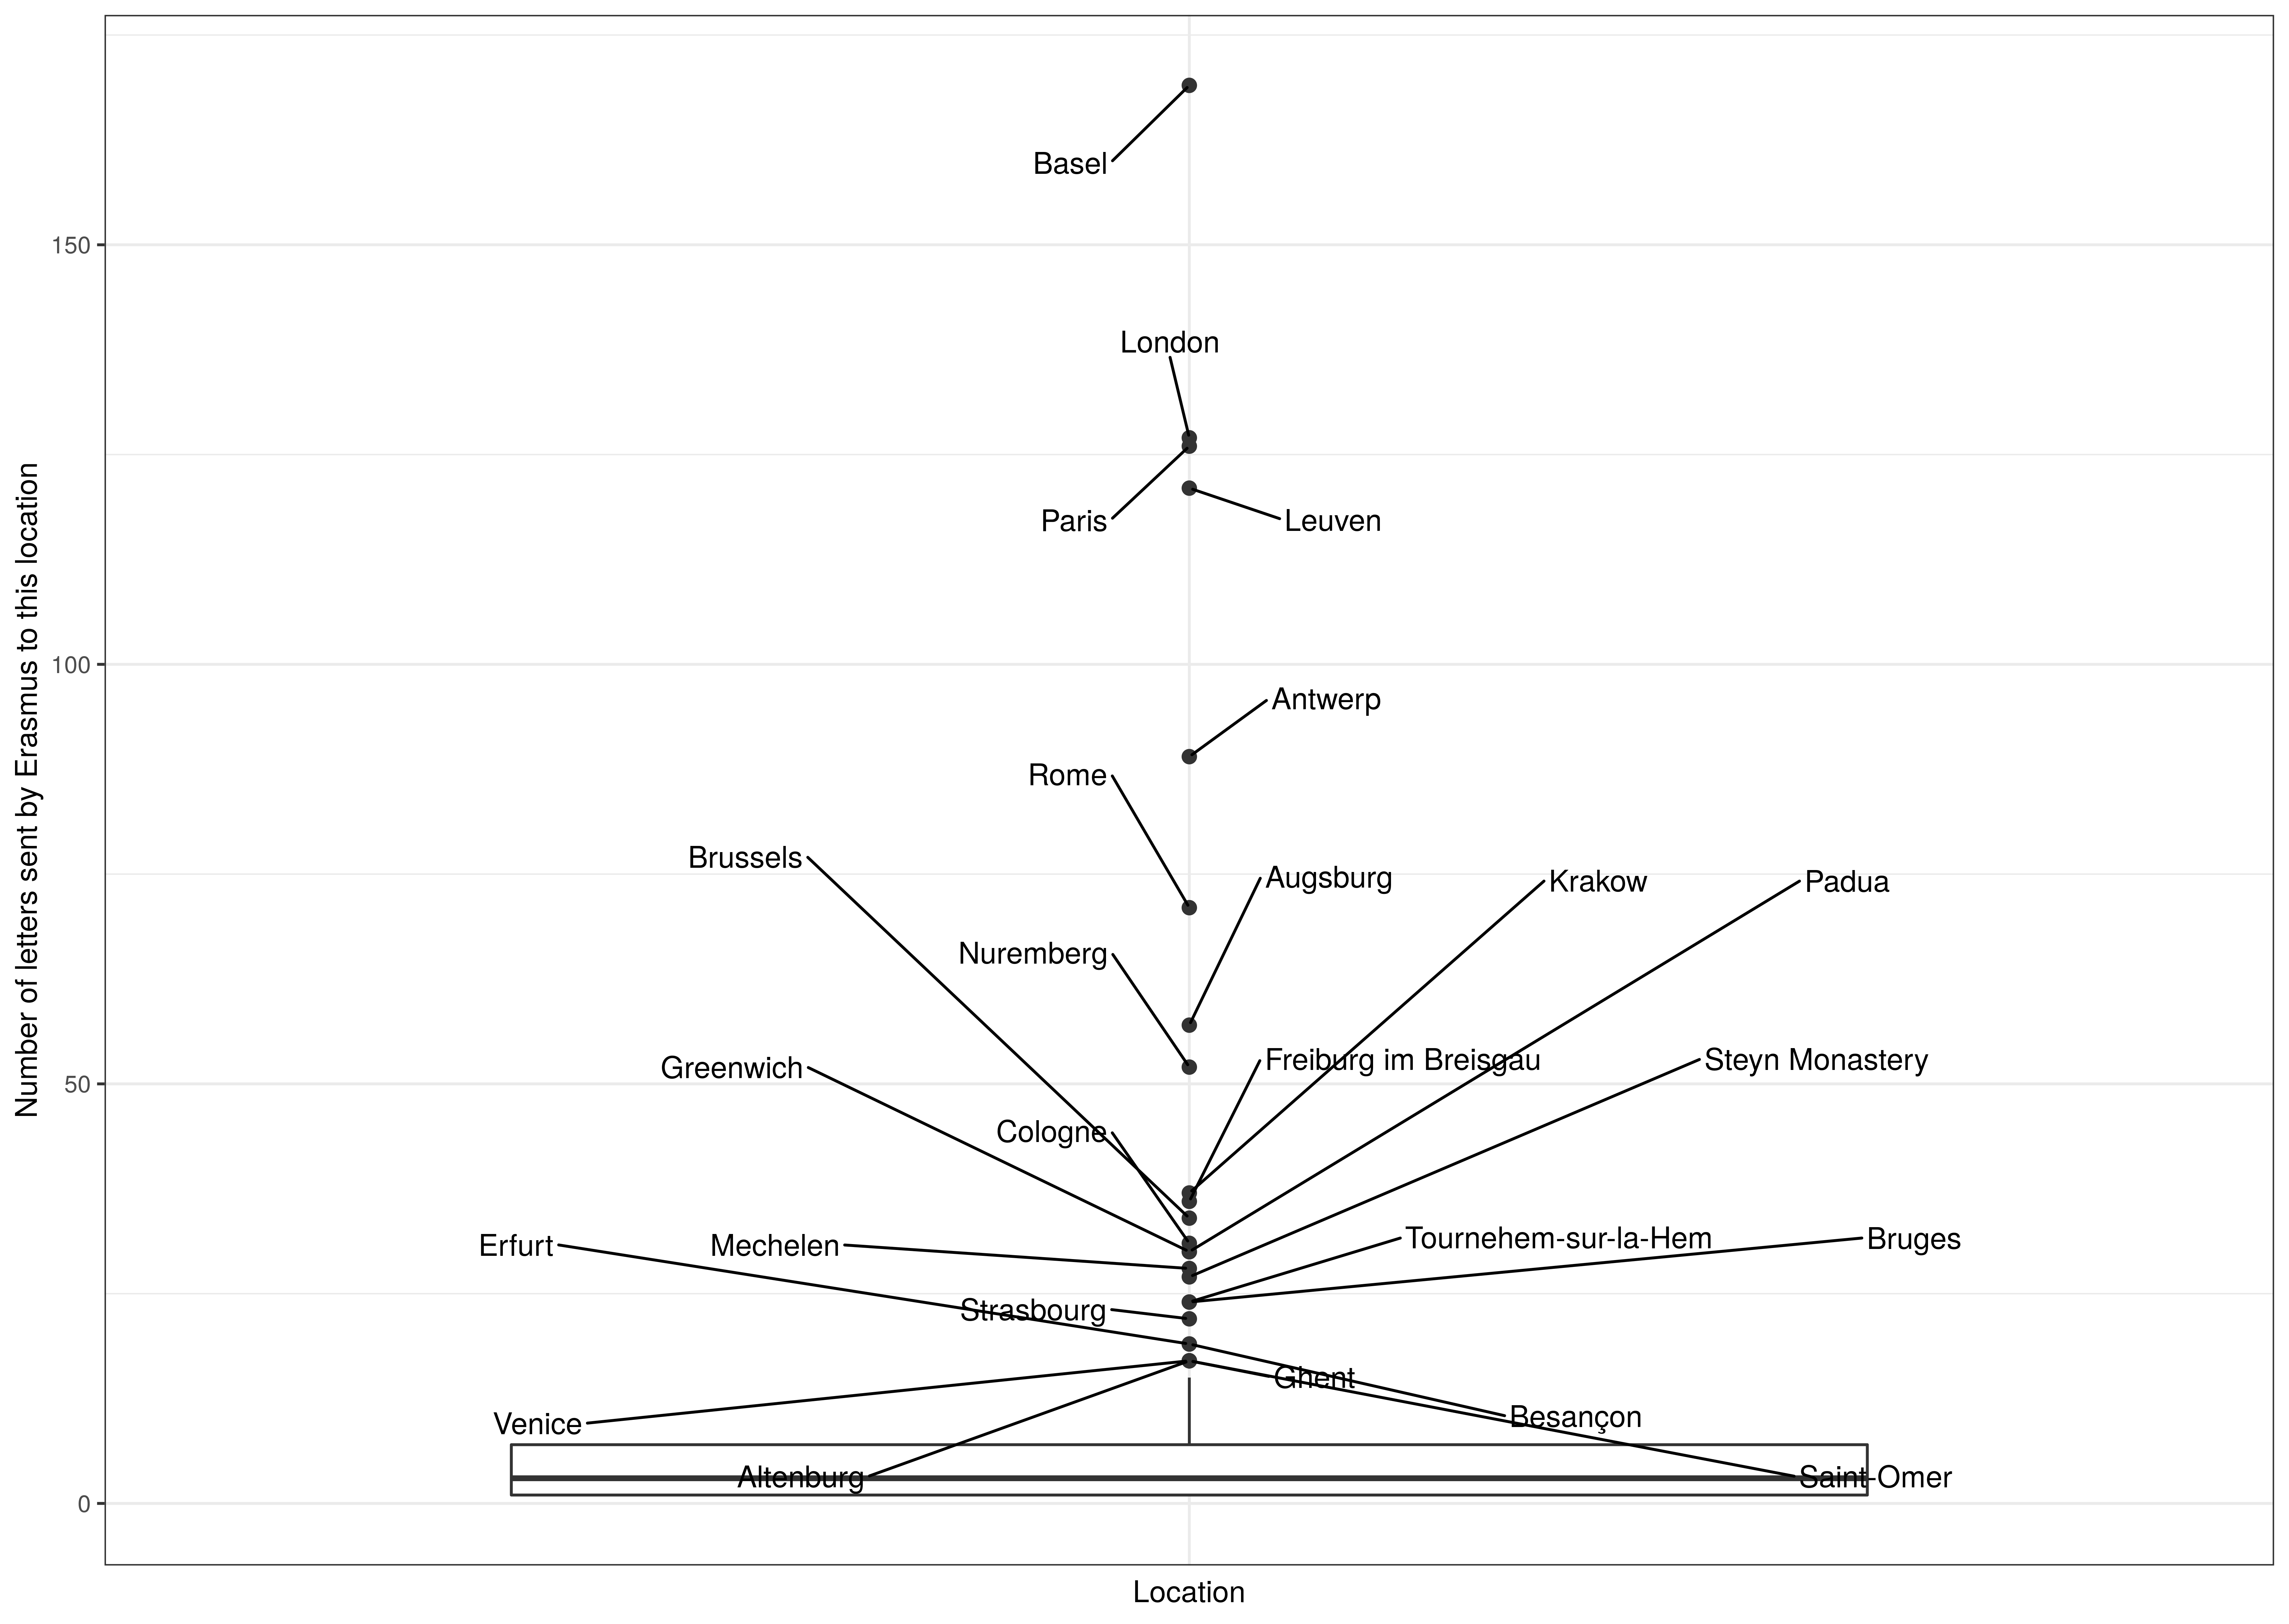 Basel
150
London
Paris
Leuven
Number of letters sent by Erasmus to this location
100
Antwerp
Rome
Brussels
Augsburg
Krakow
Padua
Nuremberg
Greenwich
Freiburg im Breisgau
Steyn Monastery
50
Cologne
Erfurt
Mechelen
Tournehem-sur-la-Hem
Bruges
Strasbourg
Ghent
Venice
Besançon
Altenburg
Saint-Omer
0
Location